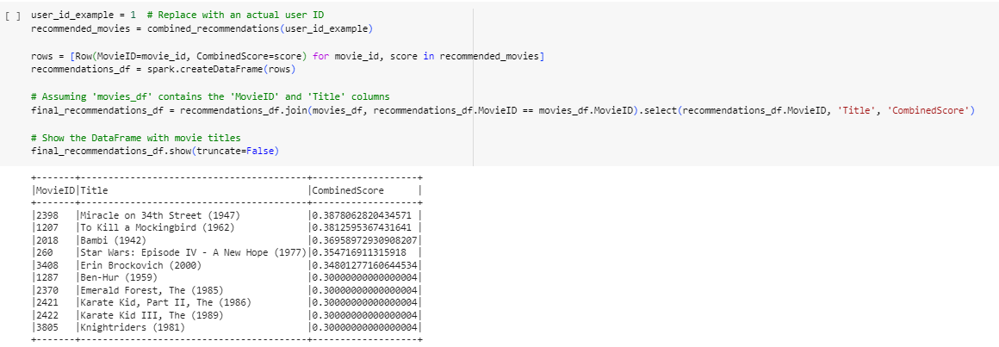 [ ] user_id_example = 1  # Replace with an actual user ID
recommended_movies = combined_recommendations(user_id_example)
rows = [Row(MovieID=movie_id, CombinedScore=score) for movie_id, score in recommended_movies]
recommendations_df = spark.createDataFrame(rows)
# Assuming 'movies_df' contains the 'MovieID' and 'Title' columns
final_recommendations_df = recommendations_df.join(movies_df, recommendations_df.MovieID == movies_df.MovieID).select(recommendations_df.MovieID, 'Title', 'CombinedScore')
# Show the DataFrame with movie titles
final_recommendations_df.show(truncate=False)
+-------+-----------------------------------------+-------------------+
|MovieID|Title                                    |CombinedScore      |
+-------+-----------------------------------------+-------------------+
|2398   |Miracle on 34th Street (1947)            |0.3878062820434571 |
|1207   |To Kill a Mockingbird (1962)             |0.3812595367431641 |
|2018   |Bambi (1942)                             |0.36958972930908207|
|260    |Star Wars: Episode IV - A New Hope (1977)|0.354716911315918  |
|3408   |Erin Brockovich (2000)                   |0.34801277160644534|
|1287   |Ben-Hur (1959)                           |0.30000000000000004|
|2370   |Emerald Forest, The (1985)               |0.30000000000000004|
|2421   |Karate Kid, Part II, The (1986)          |0.30000000000000004|
|2422   |Karate Kid III, The (1989)               |0.30000000000000004|
|3805   |Knightriders (1981)                      |0.30000000000000004|
+-------+-----------------------------------------+-------------------+